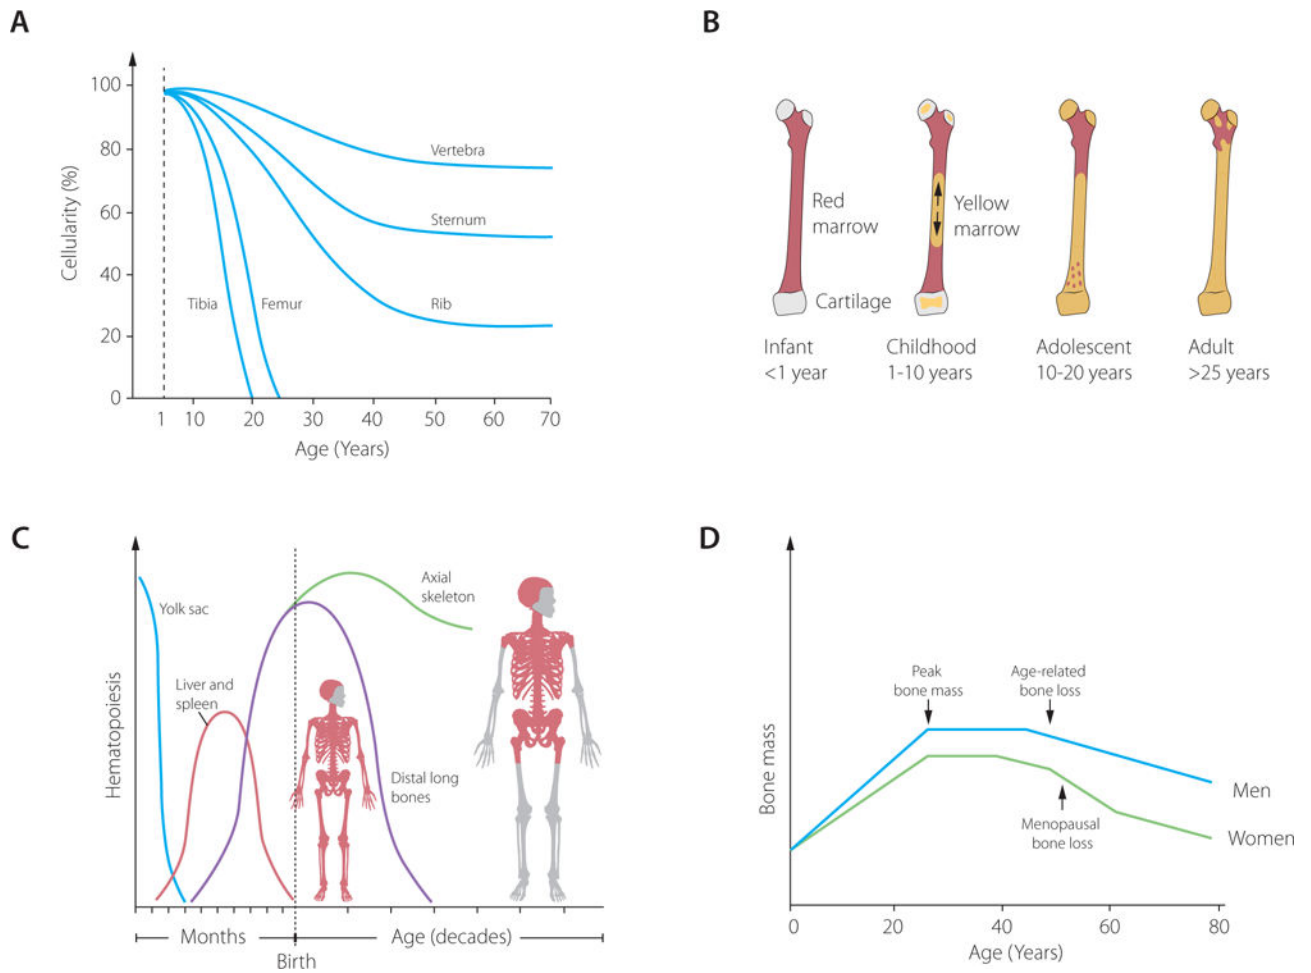 A
100
80
60
40
20
0
Cellularity (%)
Vertebra
Sternum
Rib
Tibia
Femur
1
10
20
30
40
50
60
70
Age (Years)
B
Red
marrow
Yellow
marrow
Cartilage
Infant
<1 year
Childhood
1-10 years
Adolescent
10-20 years
Adult
>25 years
C
Hematopoiesis
Yolk sac
Liver and
spleen
Axial
skeleton
Distal long
bones
Months
Age (decades)
Birth
D
Bone mass
Peak
bone mass
Age-related
bone loss
Menopausal
bone loss
Men
Women
0
20
40
60
80
Age (Years)